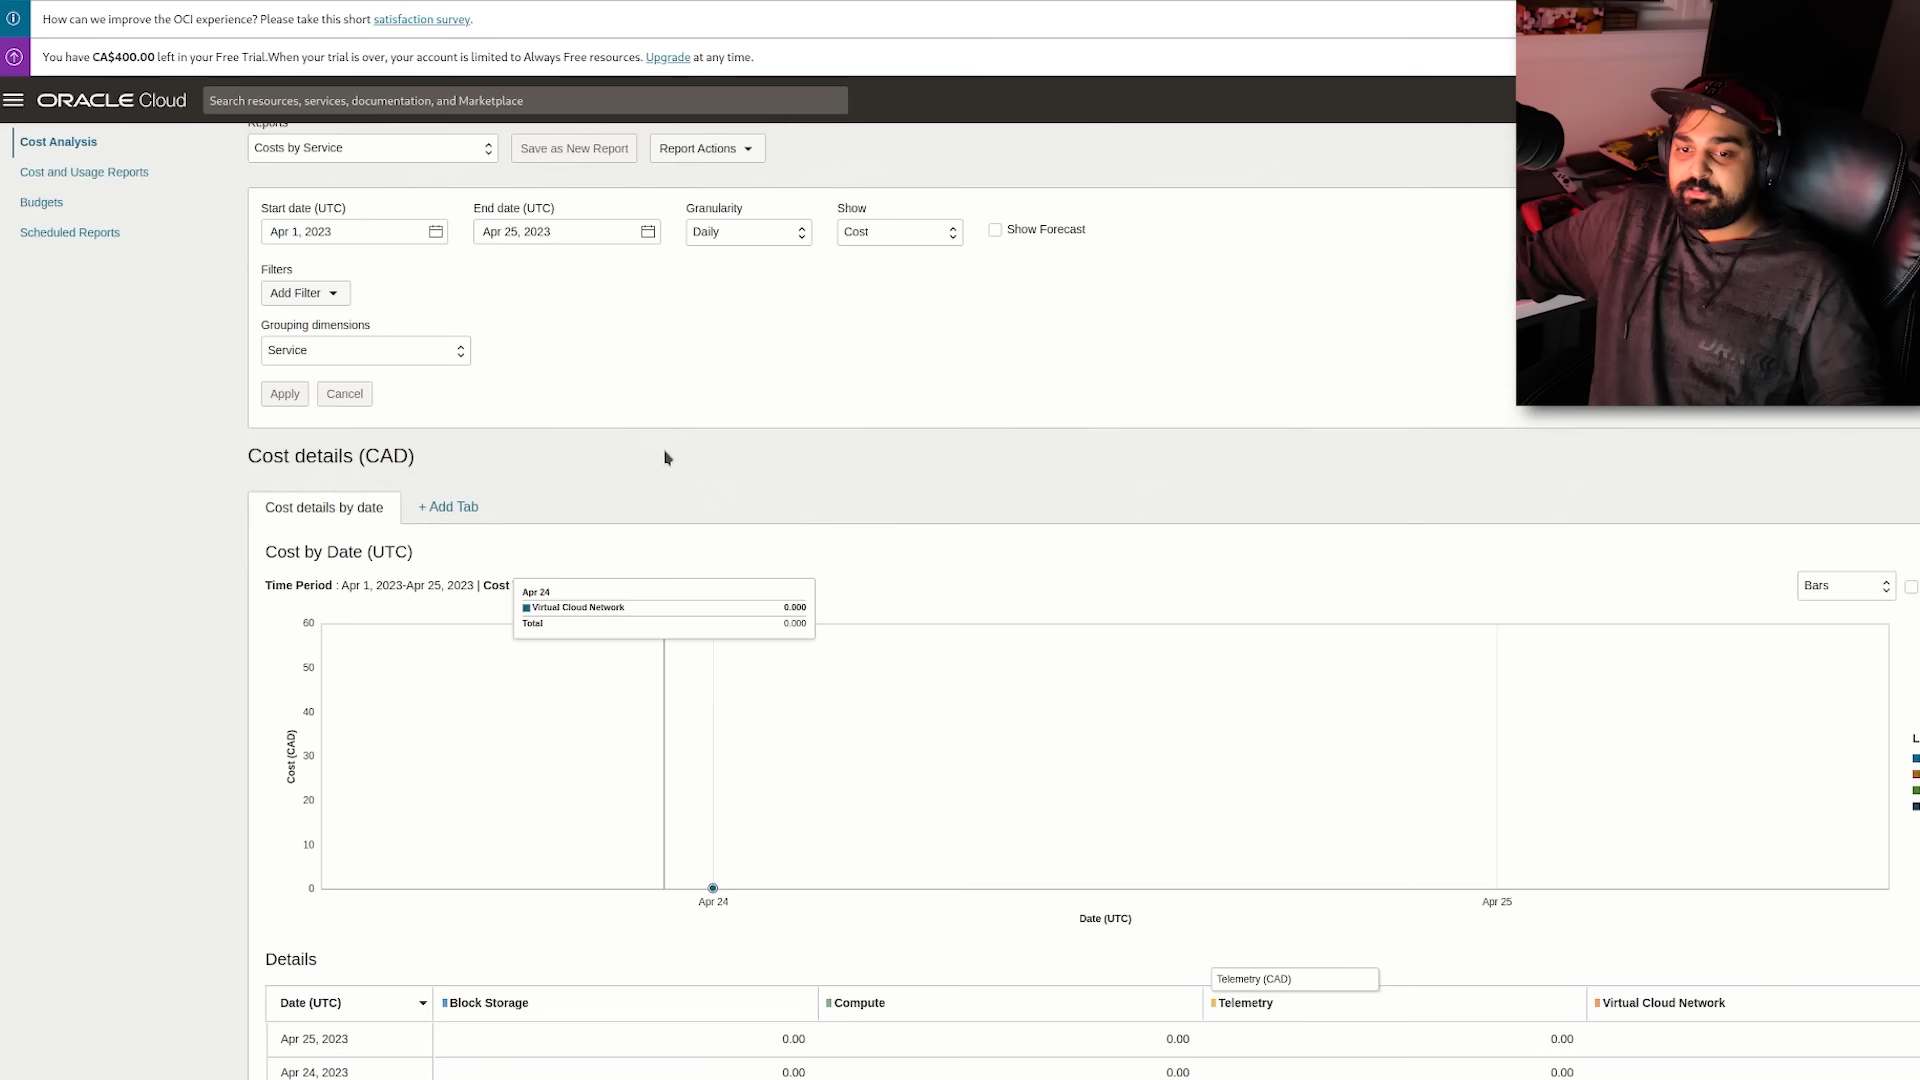 How can we improve the OCI experience? Please take this short satisfaction survey.
You have CA$400.00 left in your Free Trial.When your trial is over, your account is limited to Always Free resources. Upgrade at any time.
ORACLE Cloud
Search resources, services, documentation, and Marketplace
Cost Analysis
Cost and Usage Reports
Budgets
Scheduled Reports
Reports
Costs by Service
Save as New Report
Report Actions
Start date (UTC)
End date (UTC)
Granularity
Show
Apr 1, 2023
Apr 25, 2023
Daily
Cost
Show Forecast
Filters
Add Filter
Grouping dimensions
Service
Apply
Cancel
Cost details (CAD)
Cost details by date
+ Add Tab
Cost by Date (UTC)
Time Period : Apr 1, 2023-Apr 25, 2023 | Cost
Bars
Apr 24
Virtual Cloud Network 0.000
Total 0.000
60
50
40
30
20
10
0
Cost (CAD)
Apr 24
Apr 25
Date (UTC)
L
Details
Telemetry (CAD)
Date (UTC) Block Storage Compute Telemetry Virtual Cloud Network
Apr 25, 2023 0.00 0.00 0.00
Apr 24, 2023 0.00 0.00 0.00